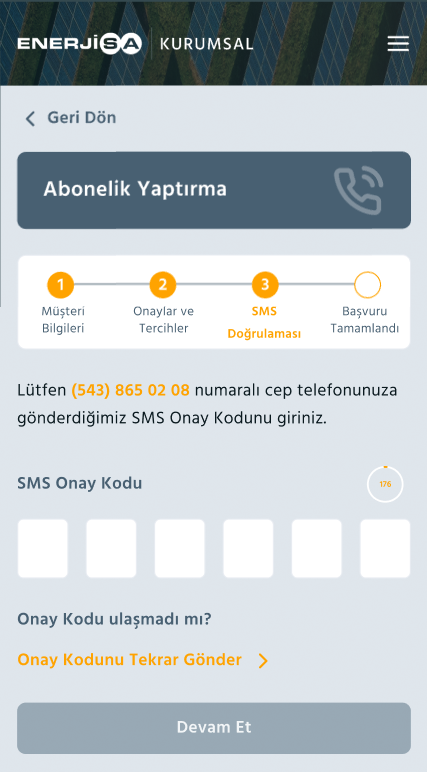 ENERJİSA KURUMSAL
Geri Dön
Abonelik Yaptırma
1 2 3
Müşteri Bilgileri
Onaylar ve Tercihler
SMS Doğrulaması
Başvuru Tamamlandı
Lütfen (543) 865 02 08 numaralı cep telefonunuza
gönderdiğimiz SMS Onay Kodunu giriniz.
SMS Onay Kodu
176
Onay Kodu ulaşmadı mı?
Onay Kodunu Tekrar Gönder
Devam Et